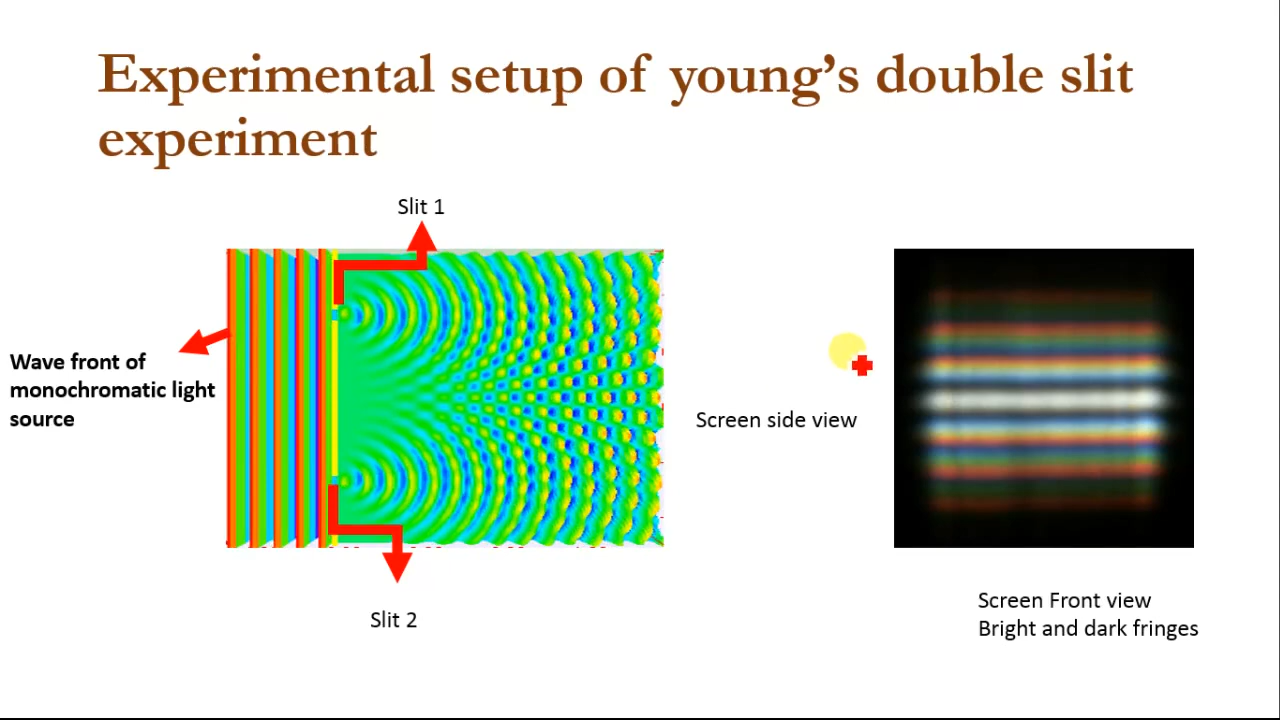 Experimental setup of young’s double slit
experiment
Slit 1
Wave front of
monochromatic light
source
Screen side view
Slit 2
Screen Front view
Bright and dark fringes